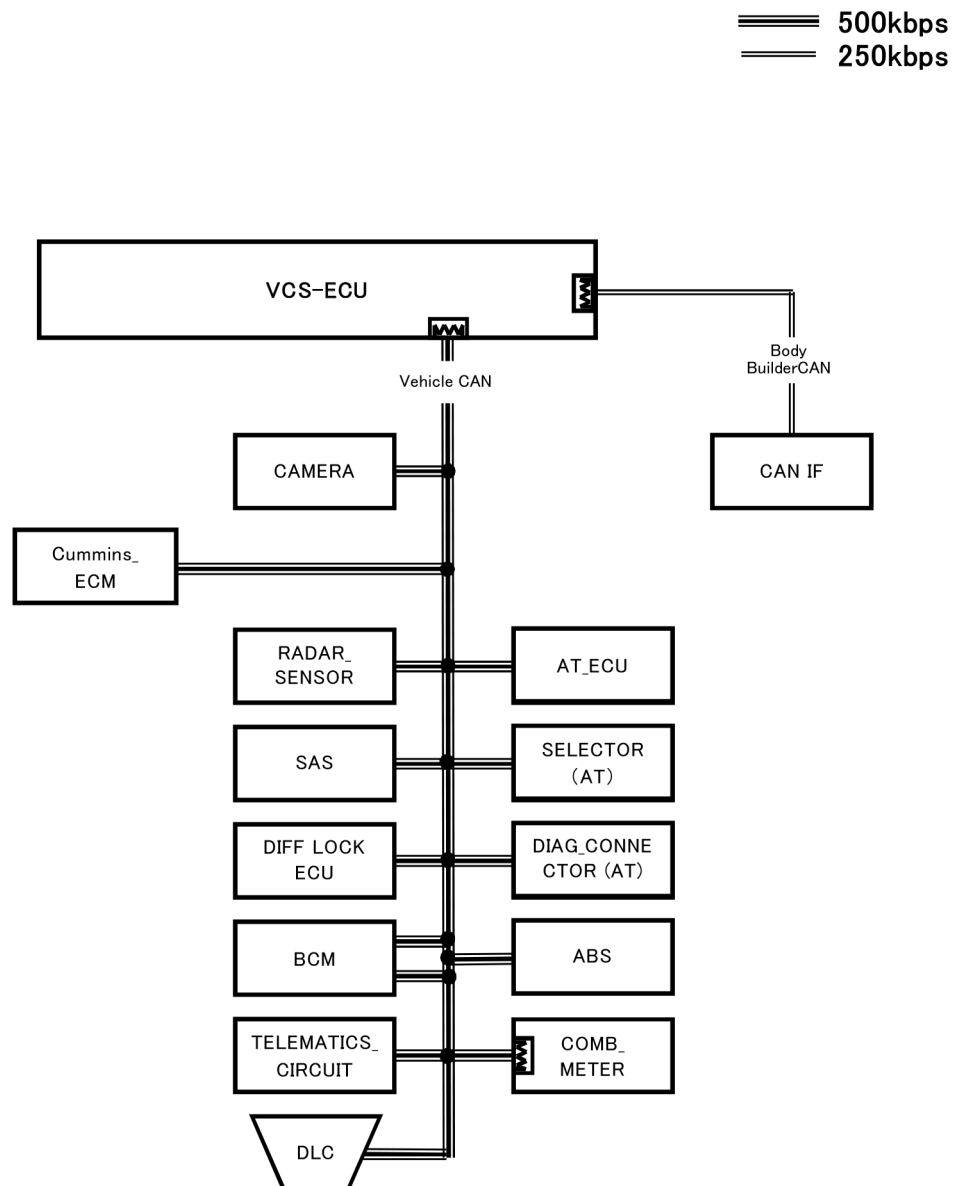 500kbps
250kbps
VCS-ECU
Body
BuilderCAN
Vehicle CAN
CAMERA
CAN IF
Cummins_
ECM
RADAR_
SENSOR
AT_ECU
SAS
SELECTOR
(AT)
DIFF LOCK
ECU
DIAG_CONNE
CTOR (AT)
BCM
ABS
TELEMATICS_
CIRCUIT
COMB_
METER
DLC